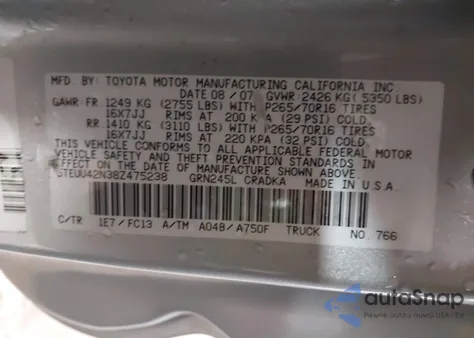 MFD. BY: TOYOTA MOTOR MANUFACTURING CALIFORNIA INC
DATE 08 / 07 GVWR: 2426 KG ( 5350 LBS)
GAWR: FR 1249 KG (2755 LBS) WITH P265/70R16 TIRES
16X7JJ RIMS AT 200 K A (29 PSI) COLD.
RR 1410 KG (3110 LBS) WITH P265/70R16 TIRES
16X7JJ RIMS AT 220 KPA (32 PSI) COLD.
THIS VEHICLE CONFORMS TO ALL APPLICABLE FEDERAL MOTOR
VEHICLE SAFETY AND THEFT PREVENTION STANDARDS IN
EFFECT ON THE DATE OF MANUFACTURE SHOWN ABOVE.
5TEUU42N38Z475238 GRN245L CRADKA MADE IN U.S.A.
C/TR 1E7 / FC13 A/TM A04B / A750F TRUCK NO. 766
autoSnap
Pewne auto z USA i